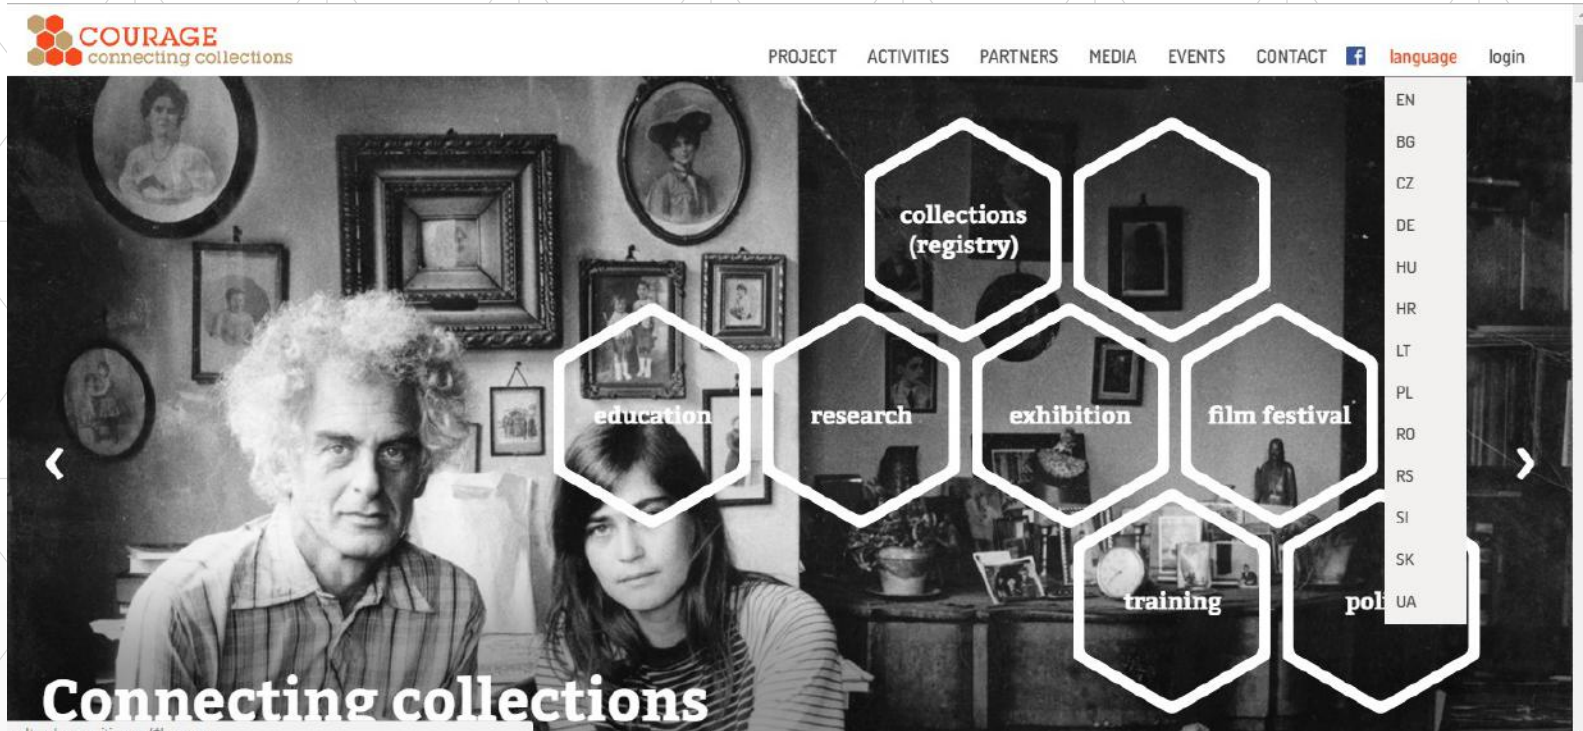 COURAGE
connecting collections
PROJECT ACTIVITIES PARTNERS MEDIA EVENTS CONTACT f language login
EN
BG
CZ
DE
HU
HR
LT
PL
RO
RS
SI
SK
UA
collections
(registry)
education research exhibition film festival
training
Connecting collections